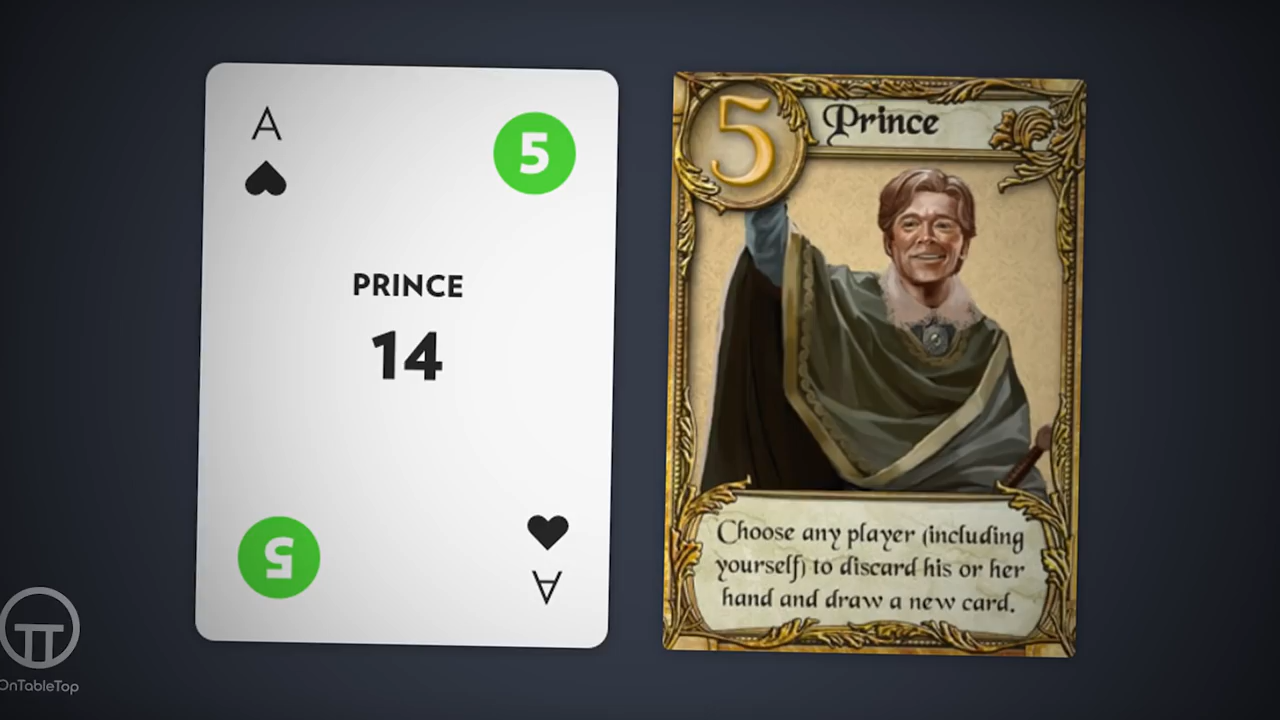 A
5
PRINCE
14
5
A
5
Prince
Choose any player (including
yourself) to discard his or her
hand and draw a new card.
OnTableTop